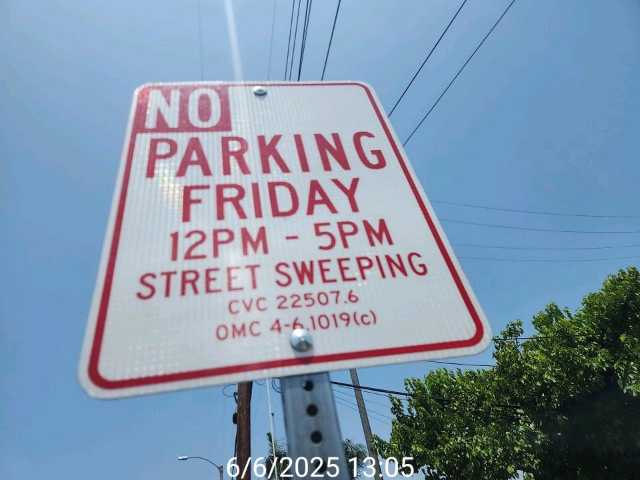 NO
PARKING
FRIDAY
12PM - 5PM
STREET SWEEPING
CVC 22507.6
OMC 4-6.1019(c)
6/6/2025 13:05